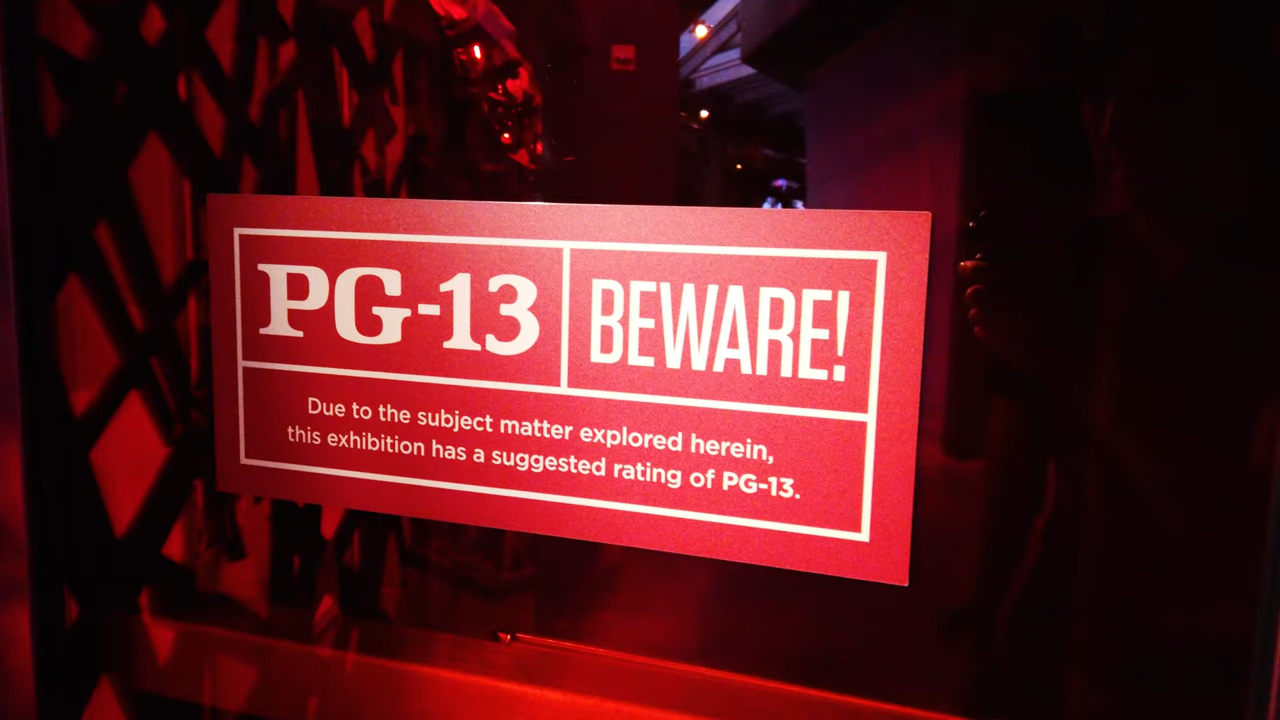 PG-13
BEWARE!
Due to the subject matter explored herein,
this exhibition has a suggested rating of PG-13.